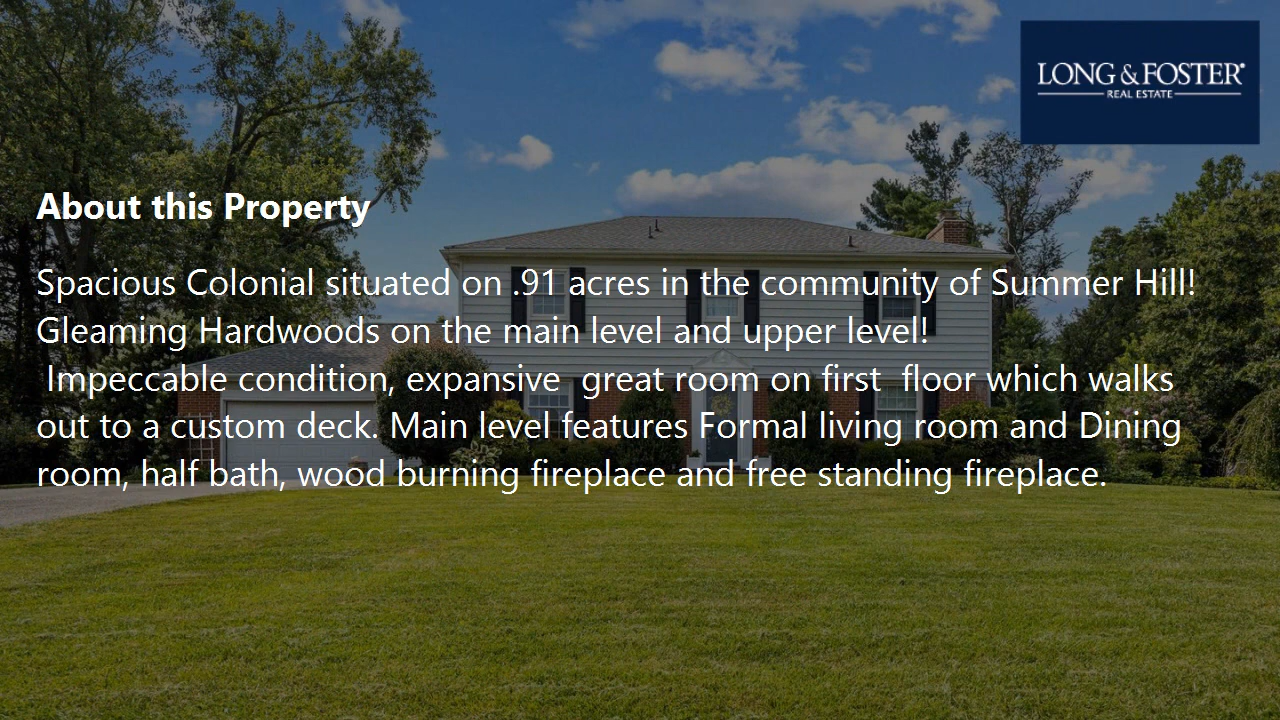 LONG & FOSTER®
REAL ESTATE
About this Property
Spacious Colonial situated on .91 acres in the community of Summer Hill!
Gleaming Hardwoods on the main level and upper level!
Impeccable condition, expansive  great room on first  floor which walks
out to a custom deck. Main level features Formal living room and Dining
room, half bath, wood burning fireplace and free standing fireplace.